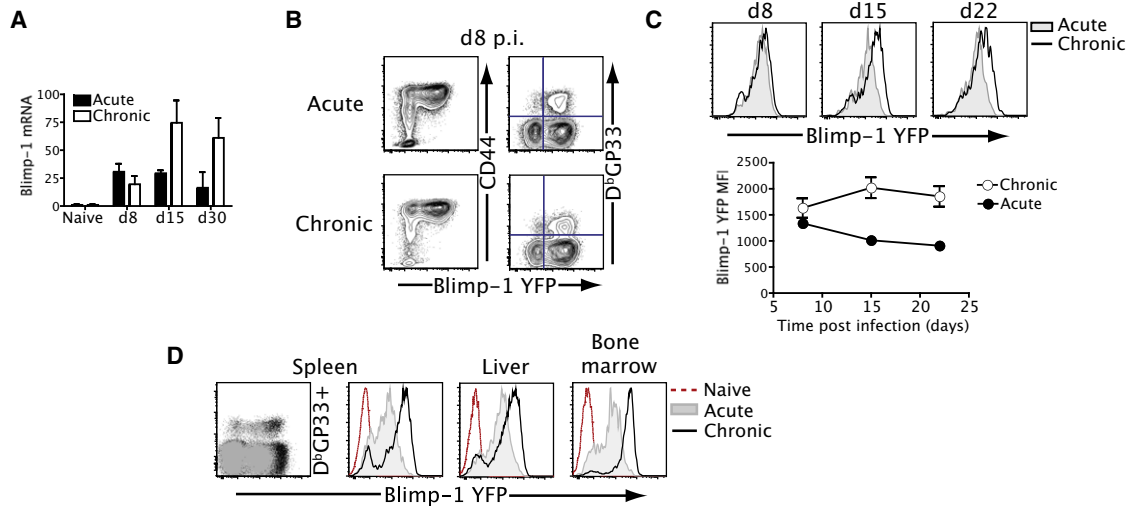 A
Blimp-1 mRNA
100
75
50
25
0
Acute
Chronic
Naive d8 d15 d30
B
d8 p.i.
Acute
Chronic
CD44
DbGP33
Blimp-1 YFP
C
d8 d15 d22
Acute
Chronic
Blimp-1 YFP
Blimp-1 YFP MFI
2500
2000
1500
1000
500
0
5 10 15 20 25
Time post infection (days)
Chronic
Acute
D
Spleen Liver Bone
marrow
DbGP33+
Naive
Acute
Chronic
Blimp-1 YFP